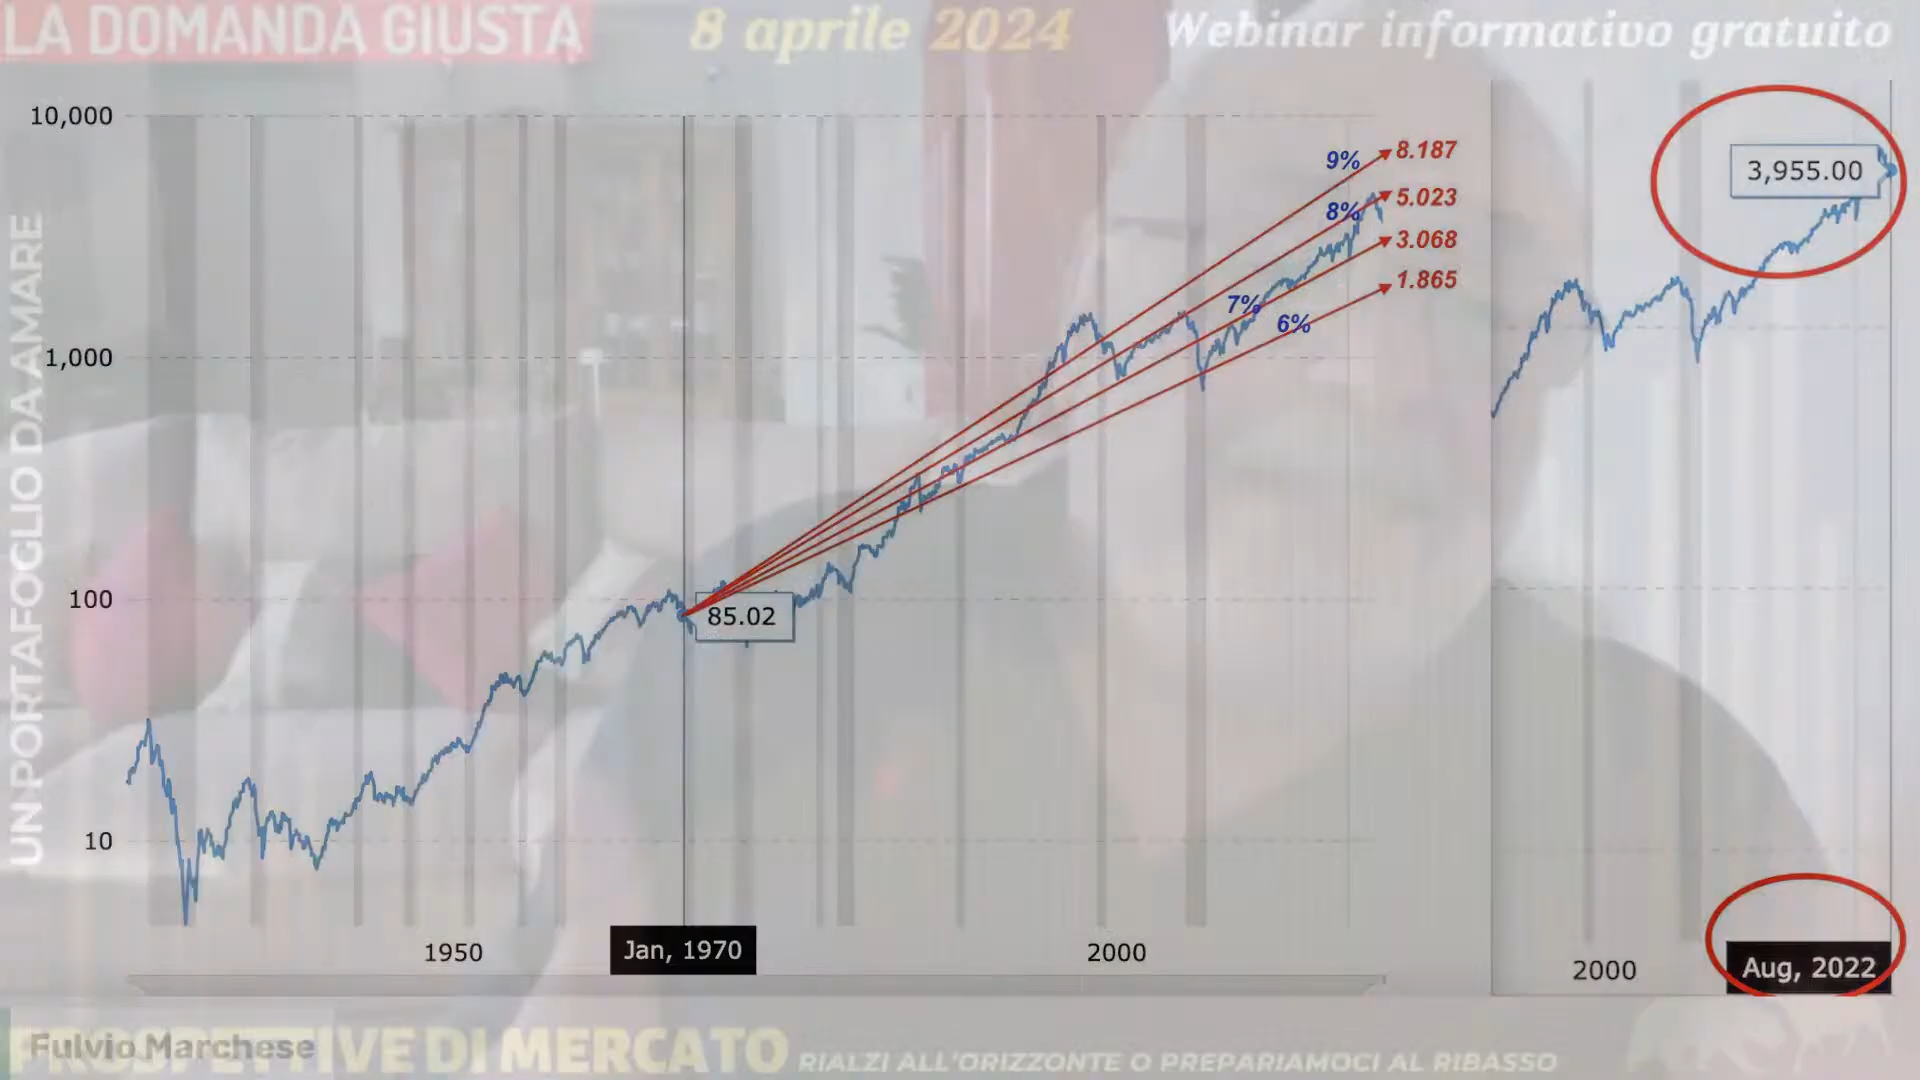 LA DOMANDA GIUSTA
8 aprile 2024
Webinar informativo gratuito
UN PORTAFOGLIO DA AMARE
10,000
1,000
100
10
9%
8.187
8%
5.023
3.068
7%
1.865
6%
85.02
3,955.00
1950
Jan, 1970
2000
2000
Aug, 2022
Fulvio Marchese
PROSPETTIVE DI MERCATO
RIALZI ALL'ORIZZONTE O PREPARIAMOCI AL RIBASSO